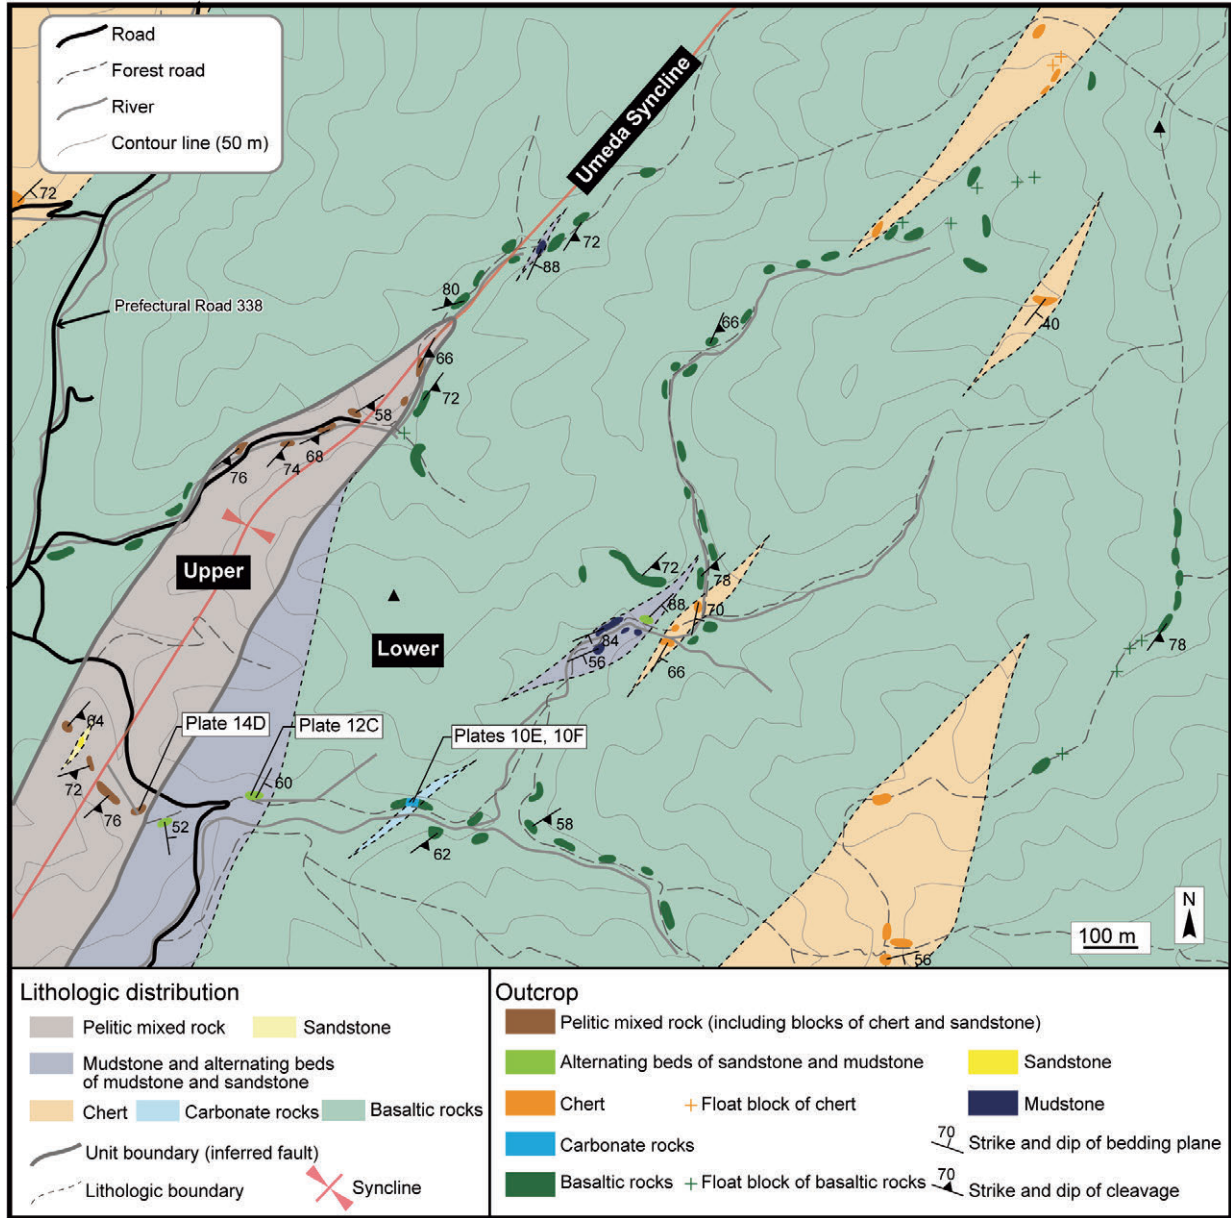 Road
Forest road
River
Contour line (50 m)
Umeda Syncline
72
Prefectural Road 338
72
88
80
66
40
66
72
58
68
74
76
Upper
72
78
88
70
84
Lower
56
66
78
64
Plate 14D
Plate 12C
Plates 10E, 10F
60
72
76
52
58
62
N
100 m
56
Lithologic distribution
Pelitic mixed rock
Sandstone
Mudstone and alternating beds
of mudstone and sandstone
Chert
Carbonate rocks
Basaltic rocks
Unit boundary (inferred fault)
Lithologic boundary
Syncline
Outcrop
Pelitic mixed rock (including blocks of chert and sandstone)
Alternating beds of sandstone and mudstone
Sandstone
Chert
Float block of chert
Mudstone
Carbonate rocks
70
Strike and dip of bedding plane
Basaltic rocks
Float block of basaltic rocks
70
Strike and dip of cleavage